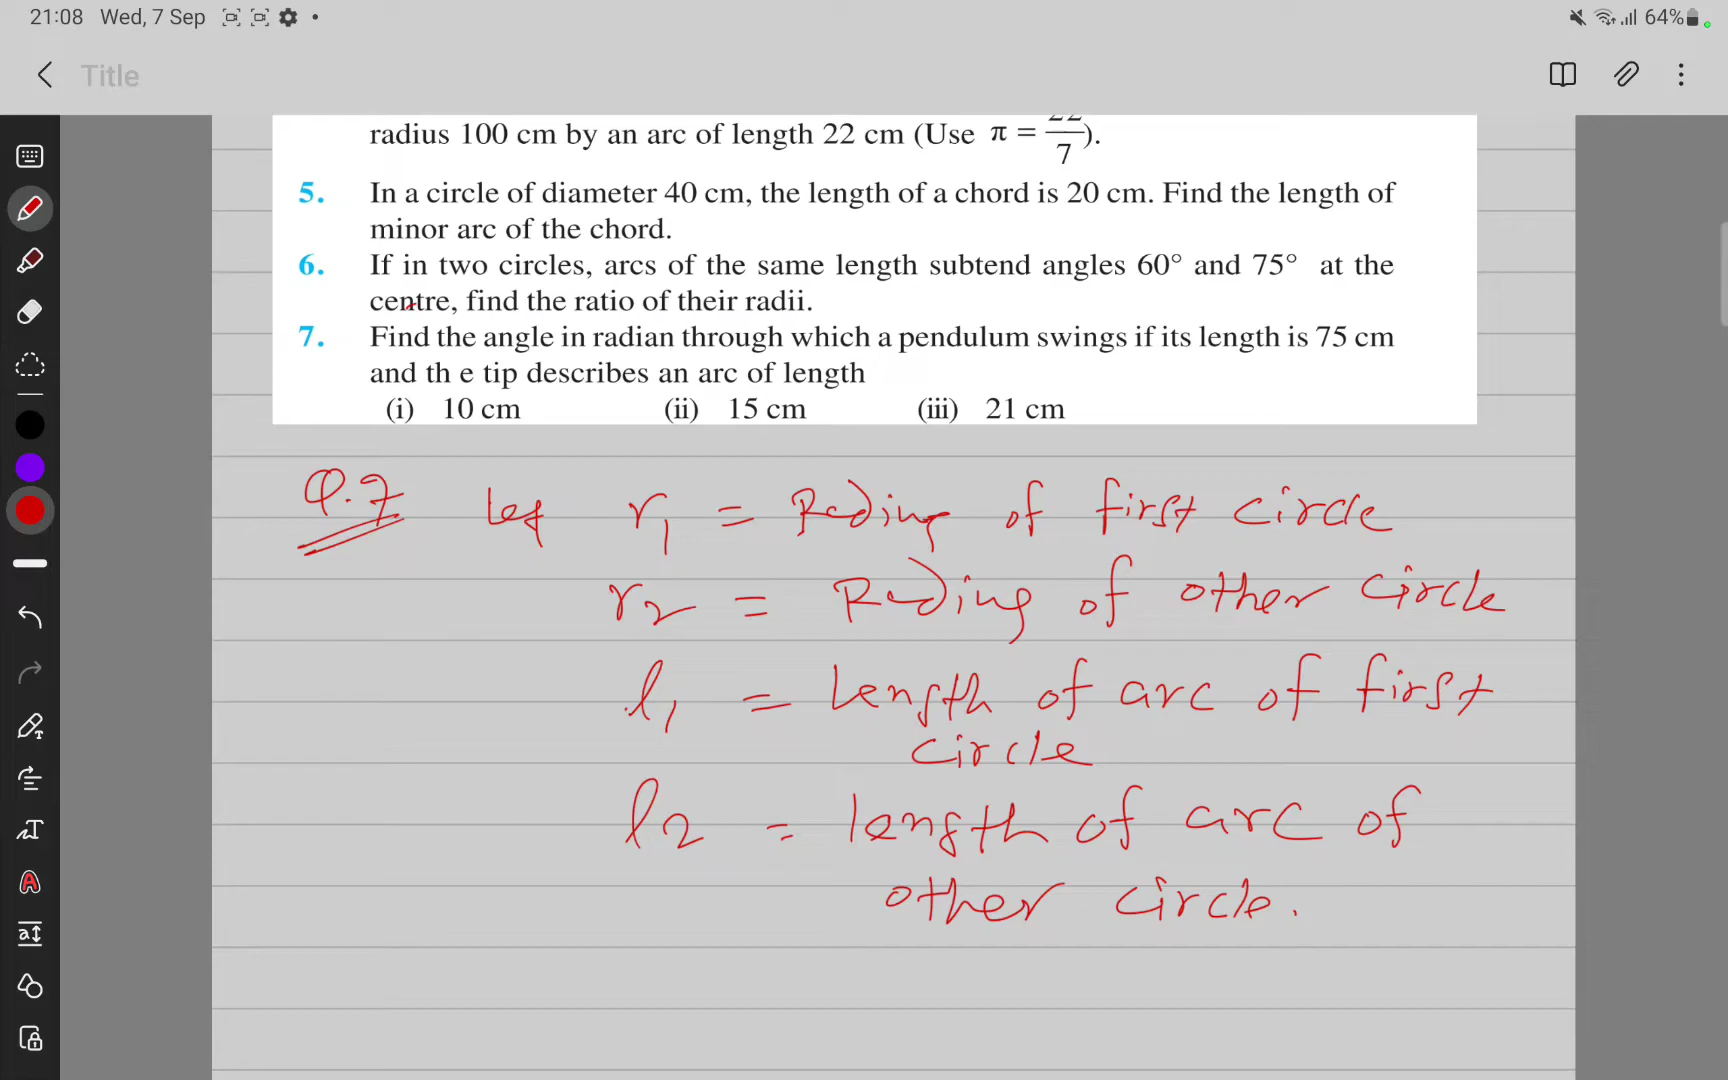 21:08 Wed, 7 Sep
64%
Title
radius 100 cm by an arc of length 22 cm (Use π = 22/7).
5. In a circle of diameter 40 cm, the length of a chord is 20 cm. Find the length of
minor arc of the chord.
6. If in two circles, arcs of the same length subtend angles 60° and 75° at the
centre, find the ratio of their radii.
7. Find the angle in radian through which a pendulum swings if its length is 75 cm
and th e tip describes an arc of length
(i) 10 cm (ii) 15 cm (iii) 21 cm
Q.7 let r₁ = Radius of first circle
r₂ = Radius of other circle
l₁ = Length of arc of first
circle
l₂ = length of arc of
other circle.